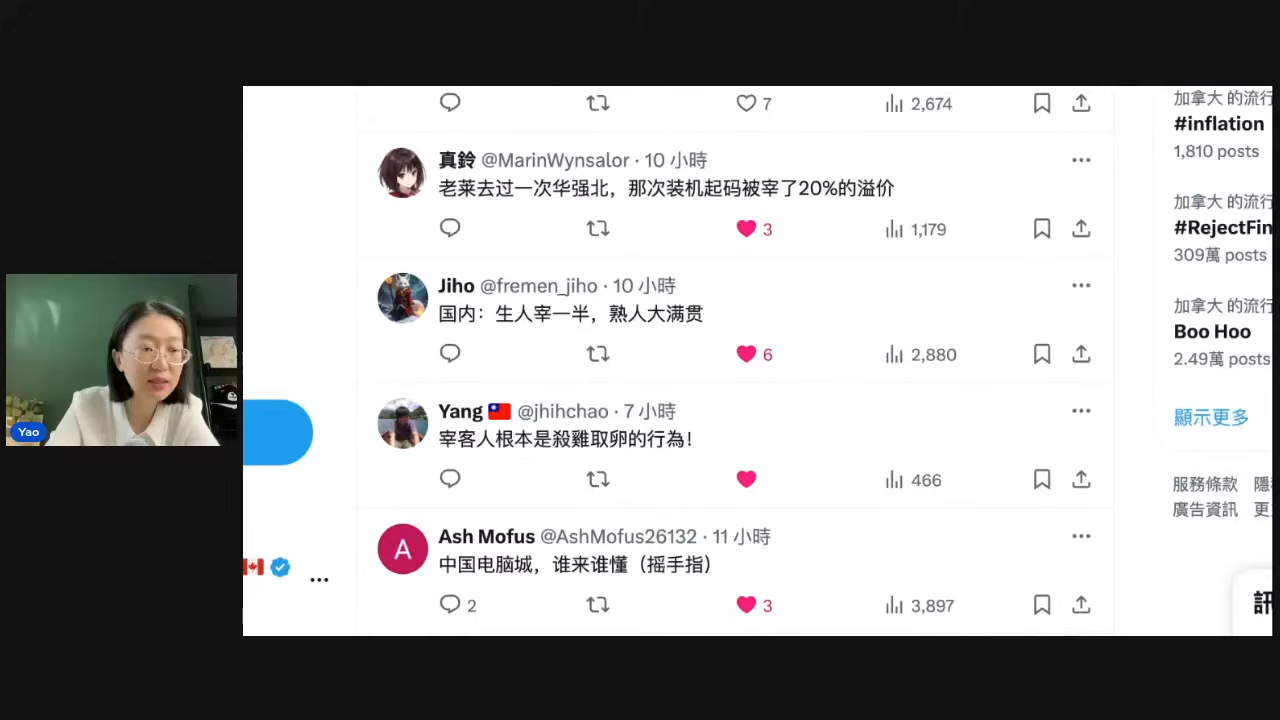 7
2,674
真鈴 @MarinWynsalor · 10 小時
老莱去过一次华强北，那次装机起码被宰了20%的溢价
3
1,179
Jiho @fremen_jiho · 10 小時
国内：生人宰一半，熟人大满贯
6
2,880
Yang @jhihchao · 7 小時
宰客人根本是殺雞取卵的行為！
466
A
Ash Mofus @AshMofus26132 · 11 小時
中国电脑城，谁来谁懂（摇手指）
2
3
3,897
加拿大 的流行
#inflation
1,810 posts
加拿大 的流行
#RejectFin
309萬 posts
加拿大 的流行
Boo Hoo
2.49萬 posts
顯示更多
服務條款
廣告資訊
Yao